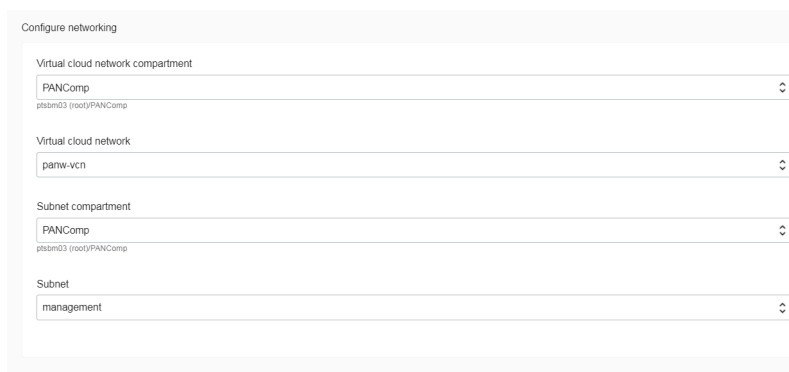 Configure networking
Virtual cloud network compartment
PANComp
ptsbm03 (root)/PANComp
Virtual cloud network
panw-vcn
Subnet compartment
PANComp
ptsbm03 (root)/PANComp
Subnet
management